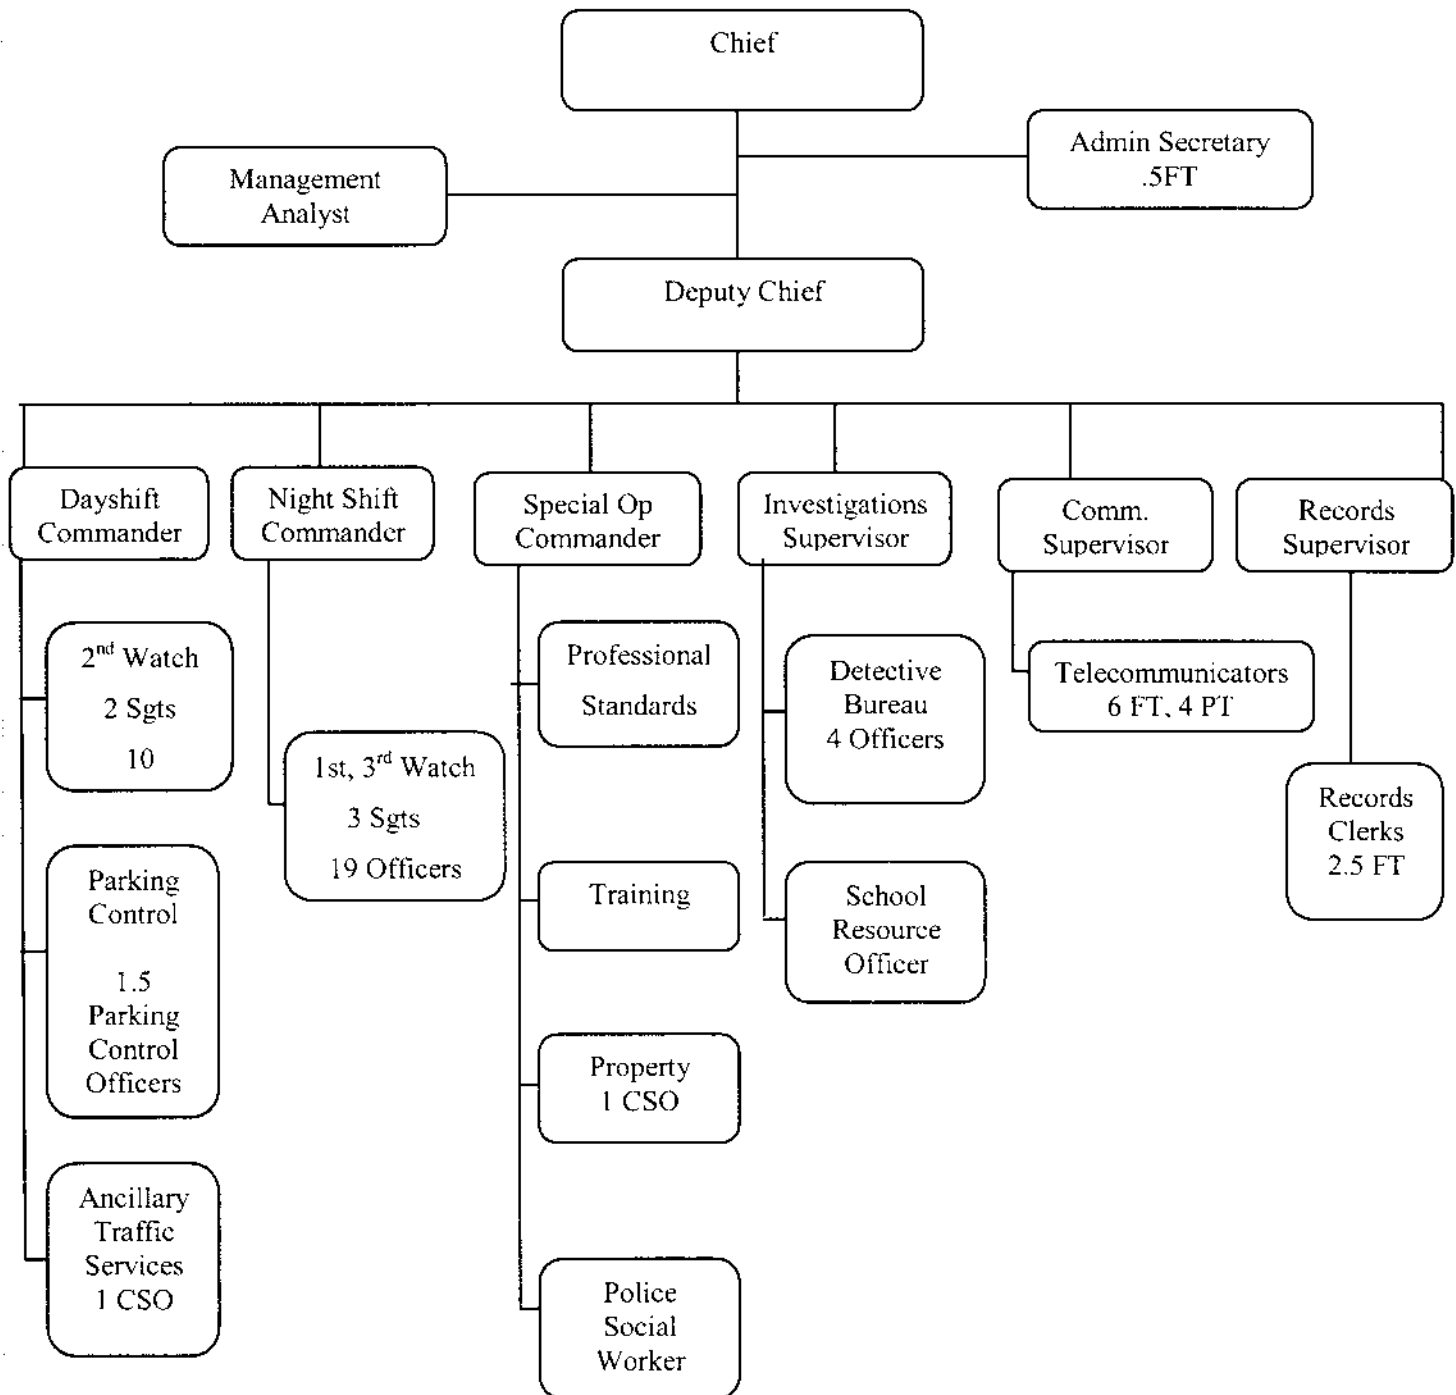 Chief
Admin Secretary
.5FT
Management
Analyst
Deputy Chief
Dayshift
Commander
Night Shift
Commander
Special Op
Commander
Investigations
Supervisor
Comm.
Supervisor
Records
Supervisor
2nd Watch
2 Sgts
10
Parking
Control
1.5
Parking
Control
Officers
Ancillary
Traffic
Services
1 CSO
1st, 3rd Watch
3 Sgts
19 Officers
Professional
Standards
Training
Property
1 CSO
Police
Social
Worker
Detective
Bureau
4 Officers
School
Resource
Officer
Telecommunicators
6 FT, 4 PT
Records
Clerks
2.5 FT